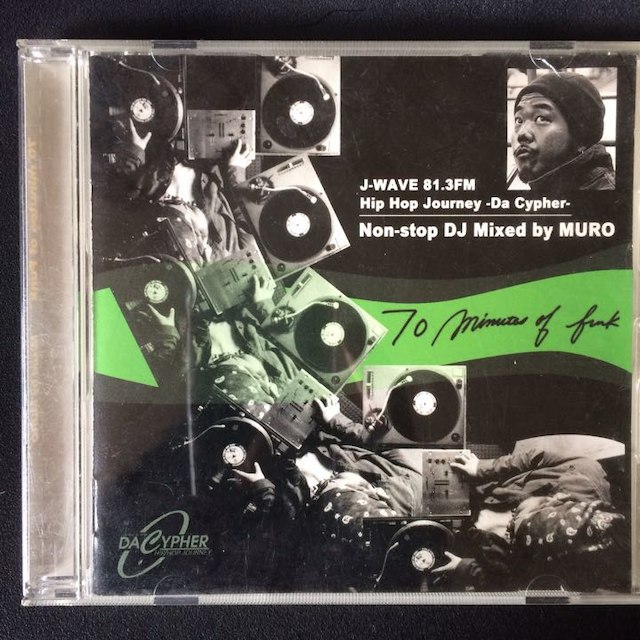 J-WAVE 81.3FM
Hip Hop Journey -Da Cypher-
Non-stop DJ Mixed by MURO
70 Minutes of funk
DA CYPHER
HIPHOP JOURNEY